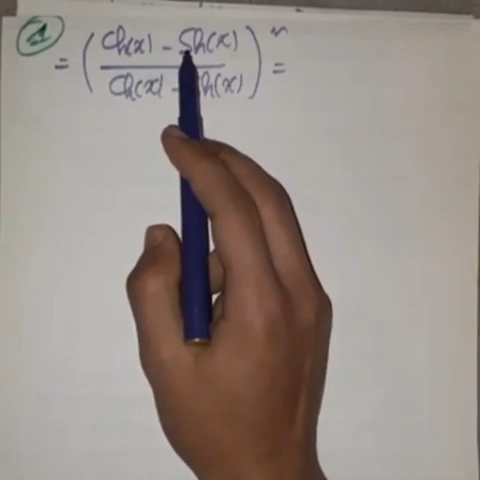 1
= ( ch(x) - Sh(x) / ch(x) - h(x) )^n =